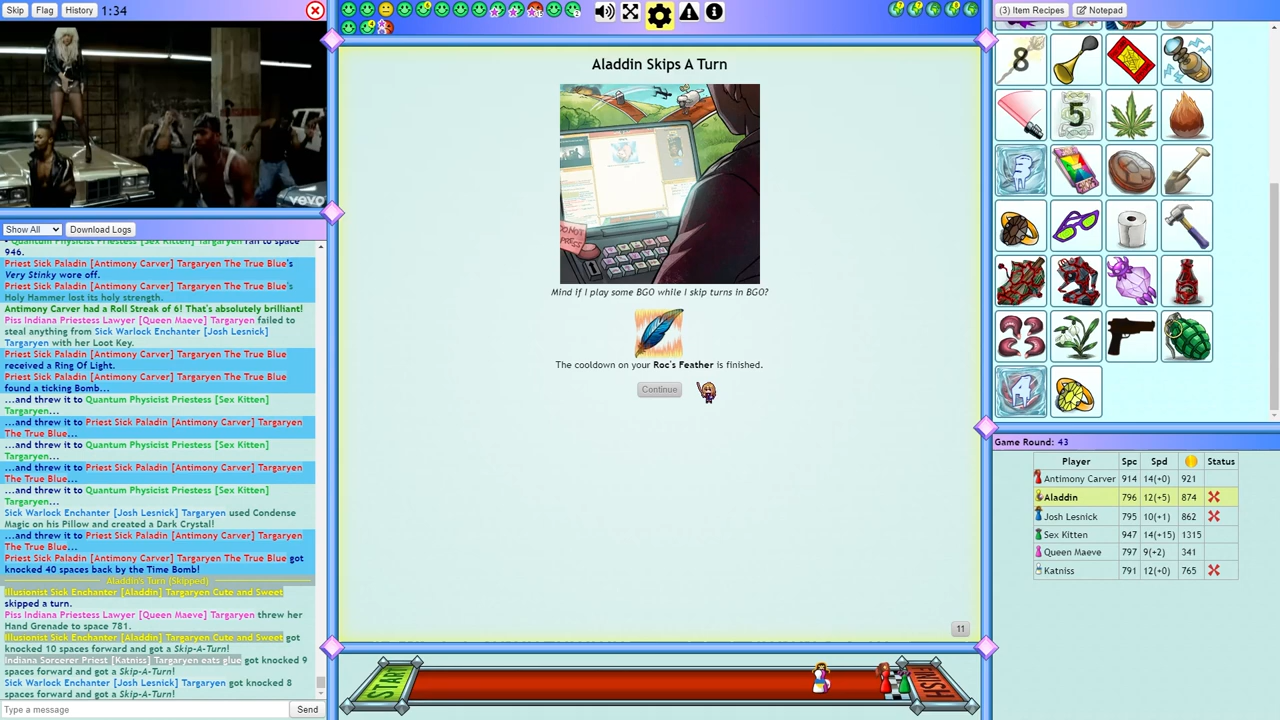 Skip Flag History 1:34
vevo
Show All Download Logs
- Quantum Physicist Priestess [Sex Kitten] Targaryen ran to space
946.
Priest Sick Paladin [Antimony Carver] Targaryen The True Blue's
Very Stinky wore off.
Priest Sick Paladin [Antimony Carver] Targaryen The True Blue's
Holy Hammer lost its holy strength.
Antimony Carver had a Roll Streak of 6! That's absolutely brilliant!
Piss Indiana Priestess Lawyer [Queen Maeve] Targaryen failed to
steal anything from Sick Warlock Enchanter [Josh Lesnick]
Targaryen with her Loot Key.
Priest Sick Paladin [Antimony Carver] Targaryen The True Blue
received a Ring Of Light.
Priest Sick Paladin [Antimony Carver] Targaryen The True Blue
found a ticking Bomb...
...and threw it to Quantum Physicist Priestess [Sex Kitten]
Targaryen...
...and threw it to Priest Sick Paladin [Antimony Carver] Targaryen
The True Blue...
...and threw it to Quantum Physicist Priestess [Sex Kitten]
Targaryen...
...and threw it to Priest Sick Paladin [Antimony Carver] Targaryen
The True Blue...
...and threw it to Quantum Physicist Priestess [Sex Kitten]
Targaryen...
Sick Warlock Enchanter [Josh Lesnick] Targaryen used Condense
Magic on his Pillow and created a Dark Crystal!
...and threw it to Priest Sick Paladin [Antimony Carver] Targaryen
The True Blue...
Priest Sick Paladin [Antimony Carver] Targaryen The True Blue got
knocked 40 spaces back by the Time Bomb!
Aladdin's Turn (Skipped)
Illusionist Sick Enchanter [Aladdin] Targaryen Cute and Sweet
skipped a turn.
Piss Indiana Priestess Lawyer [Queen Maeve] Targaryen threw her
Hand Grenade to space 781.
Illusionist Sick Enchanter [Aladdin] Targaryen Cute and Sweet got
knocked 10 spaces forward and got a Skip-A-Turn!
Indiana Sorcerer Priest [Katniss] Targaryen eats glue got knocked 9
spaces forward and got a Skip-A-Turn!
Sick Warlock Enchanter [Josh Lesnick] Targaryen got knocked 8
spaces forward and got a Skip-A-Turn!
Type a message Send
Aladdin Skips A Turn
DO NOT
PRESS
Mind if I play some BGO while I skip turns in BGO?
The cooldown on your Roc's Feather is finished.
Continue
11
START
FINISH
(3) Item Recipes Notepad
8
5
3
4
Game Round: 43
Player Spc Spd Status
Antimony Carver 914 14(+0) 921
Aladdin 796 12(+5) 874
Josh Lesnick 795 10(+1) 862
Sex Kitten 947 14(+15) 1315
Queen Maeve 797 9(+2) 341
Katniss 791 12(+0) 765